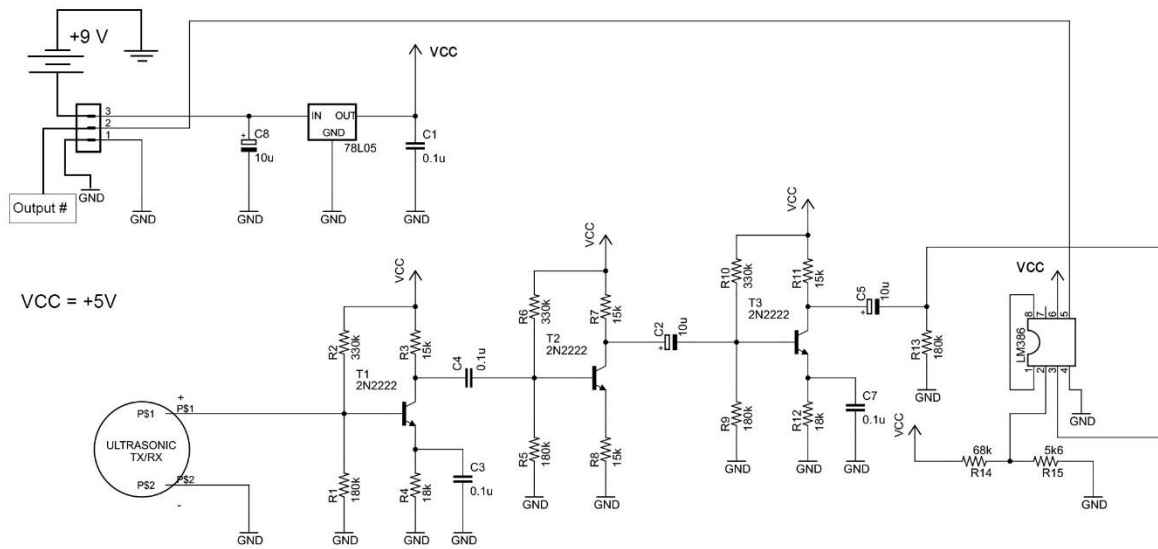 +9 V
VCC
3
2
1
IN OUT
GND
78L05
+
C8
10u
C1
0.1u
GND
Output #
GND
GND
GND
GND
VCC = +5V
VCC
R2
330k
R3
15k
T1
2N2222
C4
0.1u
+
P$1
P$1
ULTRASONIC
TX/RX
P$2
P$2
-
GND
R1
180k
GND
R4
18k
GND
C3
0.1u
GND
VCC
R6
330k
R7
15k
T2
2N2222
R5
180k
GND
R8
15k
GND
C2
10u
+
VCC
R10
330k
R11
15k
T3
2N2222
C5
10u
+
R9
180k
GND
R12
18k
GND
C7
0.1u
GND
R13
180k
GND
VCC
8 7 6 5
LM386
1 2 3 4
GND
VCC
68k
R14
5k6
R15
GND